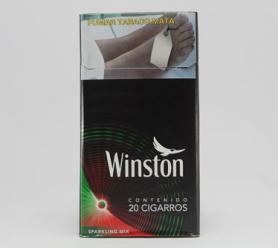 FUMAR TABACO MATA
Winston
CONTENIDO
20 CIGARROS
SPARKLING MIX